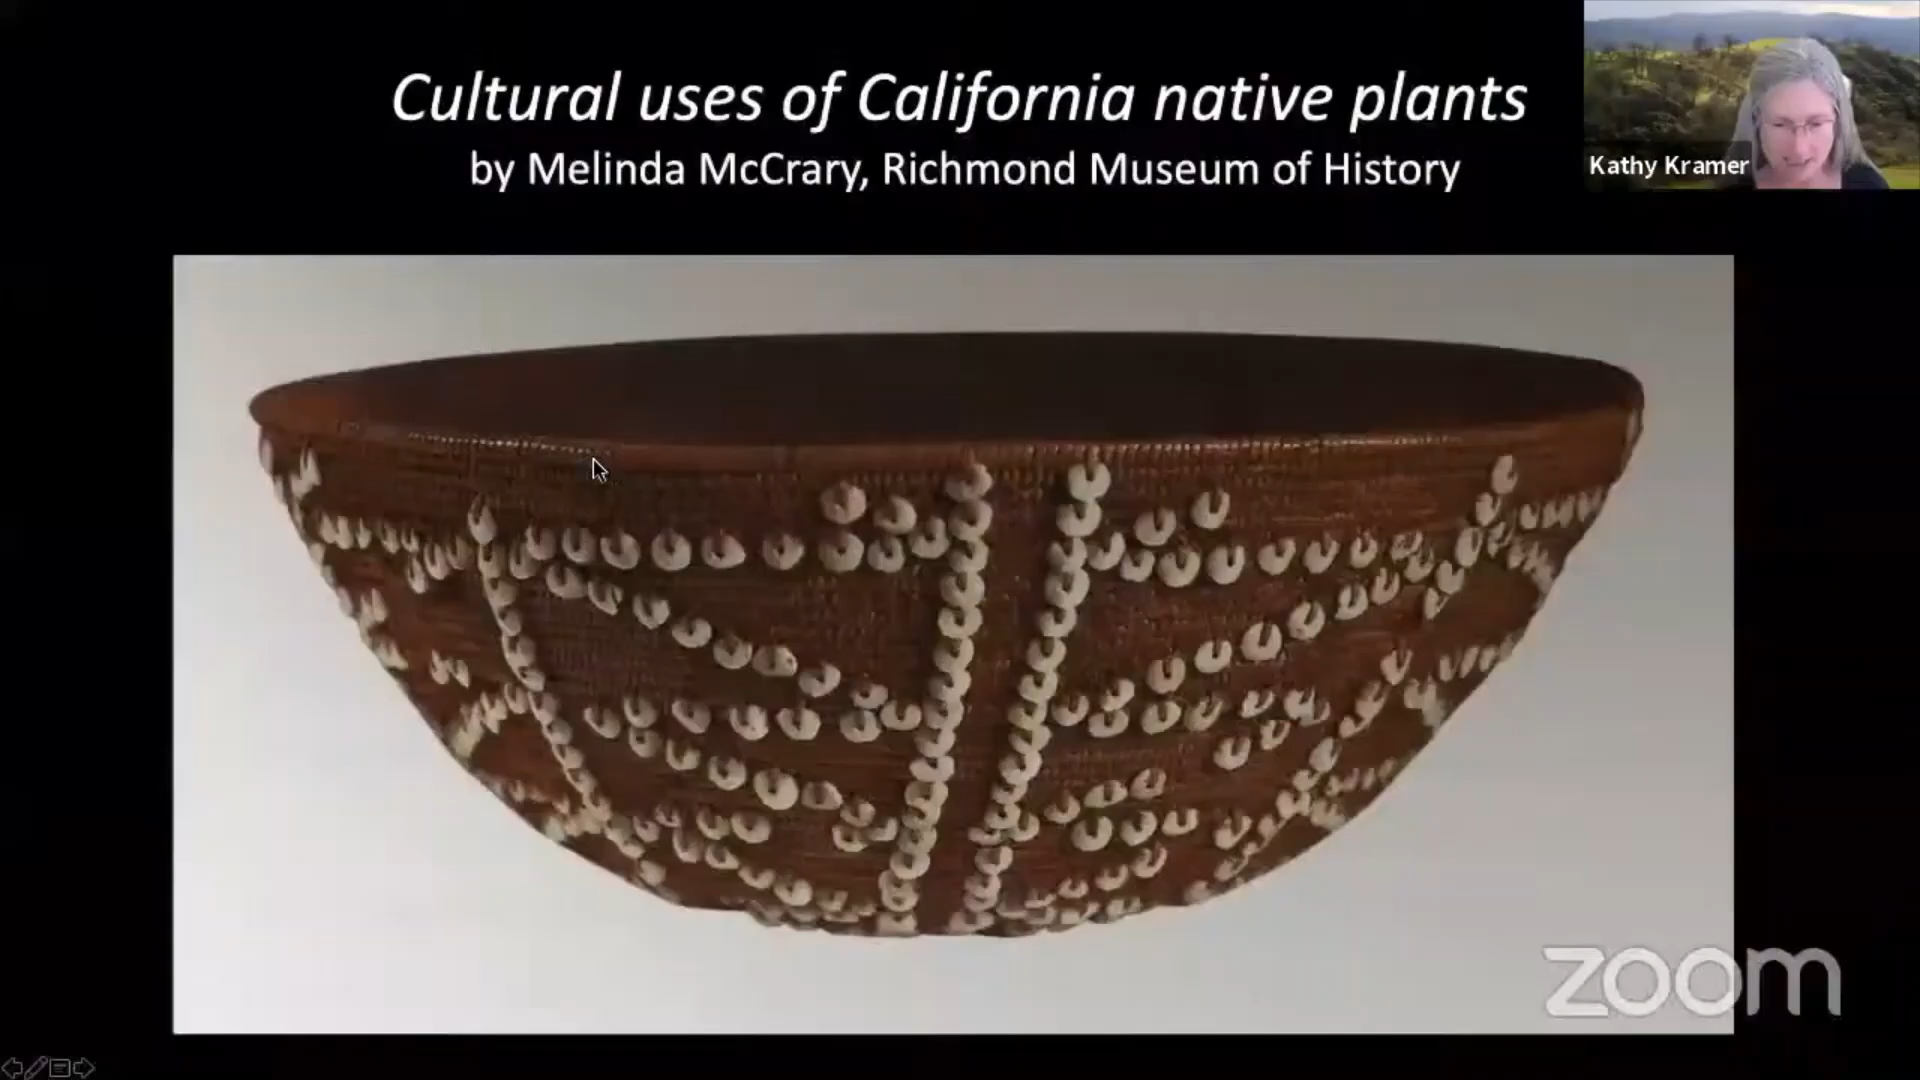 Cultural uses of California native plants
by Melinda McCrary, Richmond Museum of History
Kathy Kramer
zoom